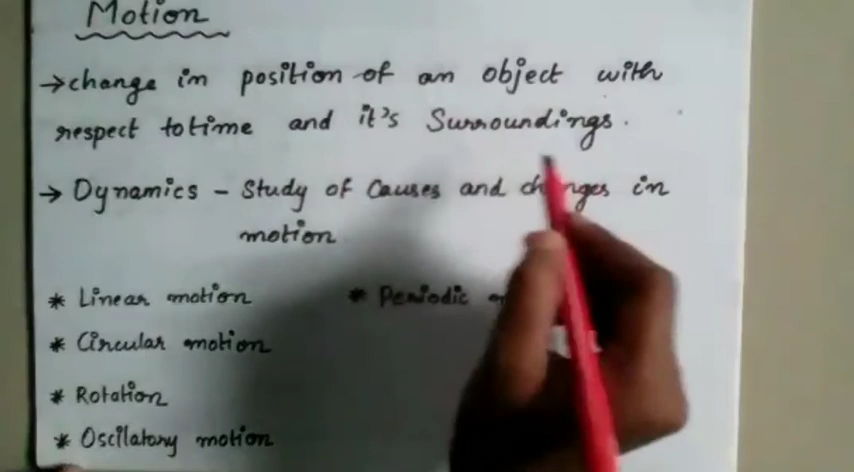 Motion
→ change in position of an object with
respect to time and it's Surroundings.
→ Dynamics - Study of Causes and changes in
motion
* Linear motion
* Periodic
* Circular motion
* Rotation
* Oscilatory motion